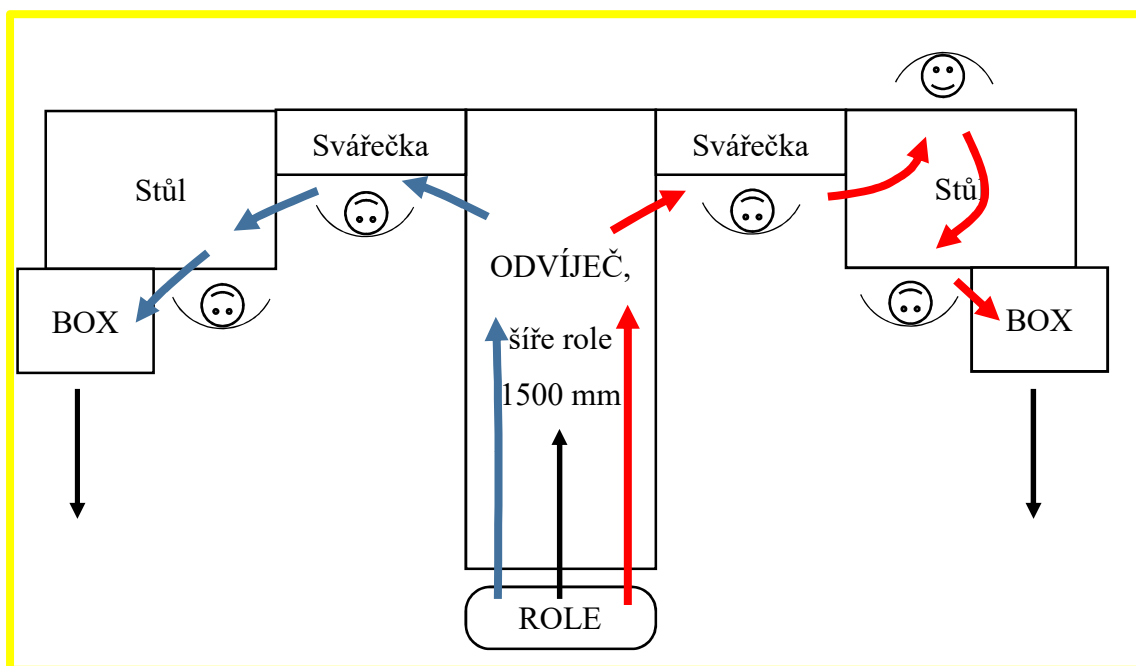 Svářečka
Svářečka
Stůl
Stůl
ODVÍJEČ,
BOX
šíře role
BOX
1500 mm
ROLE